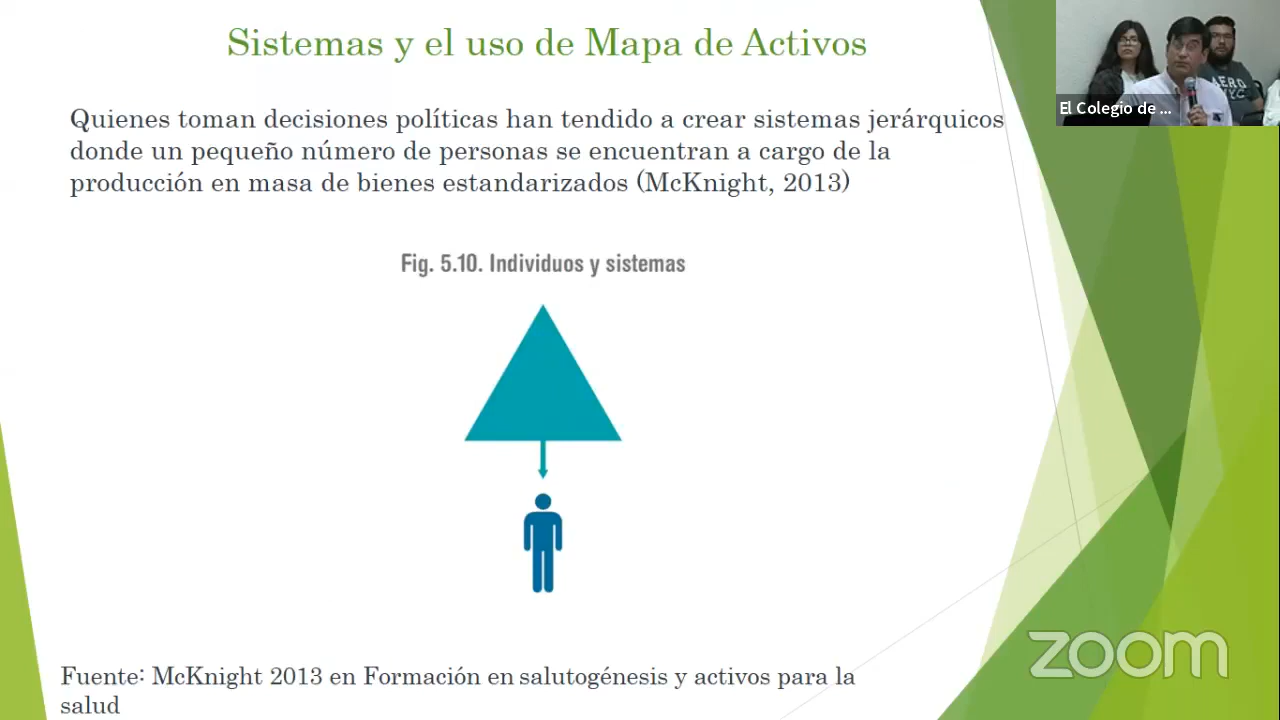 Sistemas y el uso de Mapa de Activos
El Colegio de ...
Quienes toman decisiones políticas han tendido a crear sistemas jerárquicos
donde un pequeño número de personas se encuentran a cargo de la
producción en masa de bienes estandarizados (McKnight, 2013)
Fig. 5.10. Individuos y sistemas
Fuente: McKnight 2013 en Formación en salutogénesis y activos para la
salud
zoom